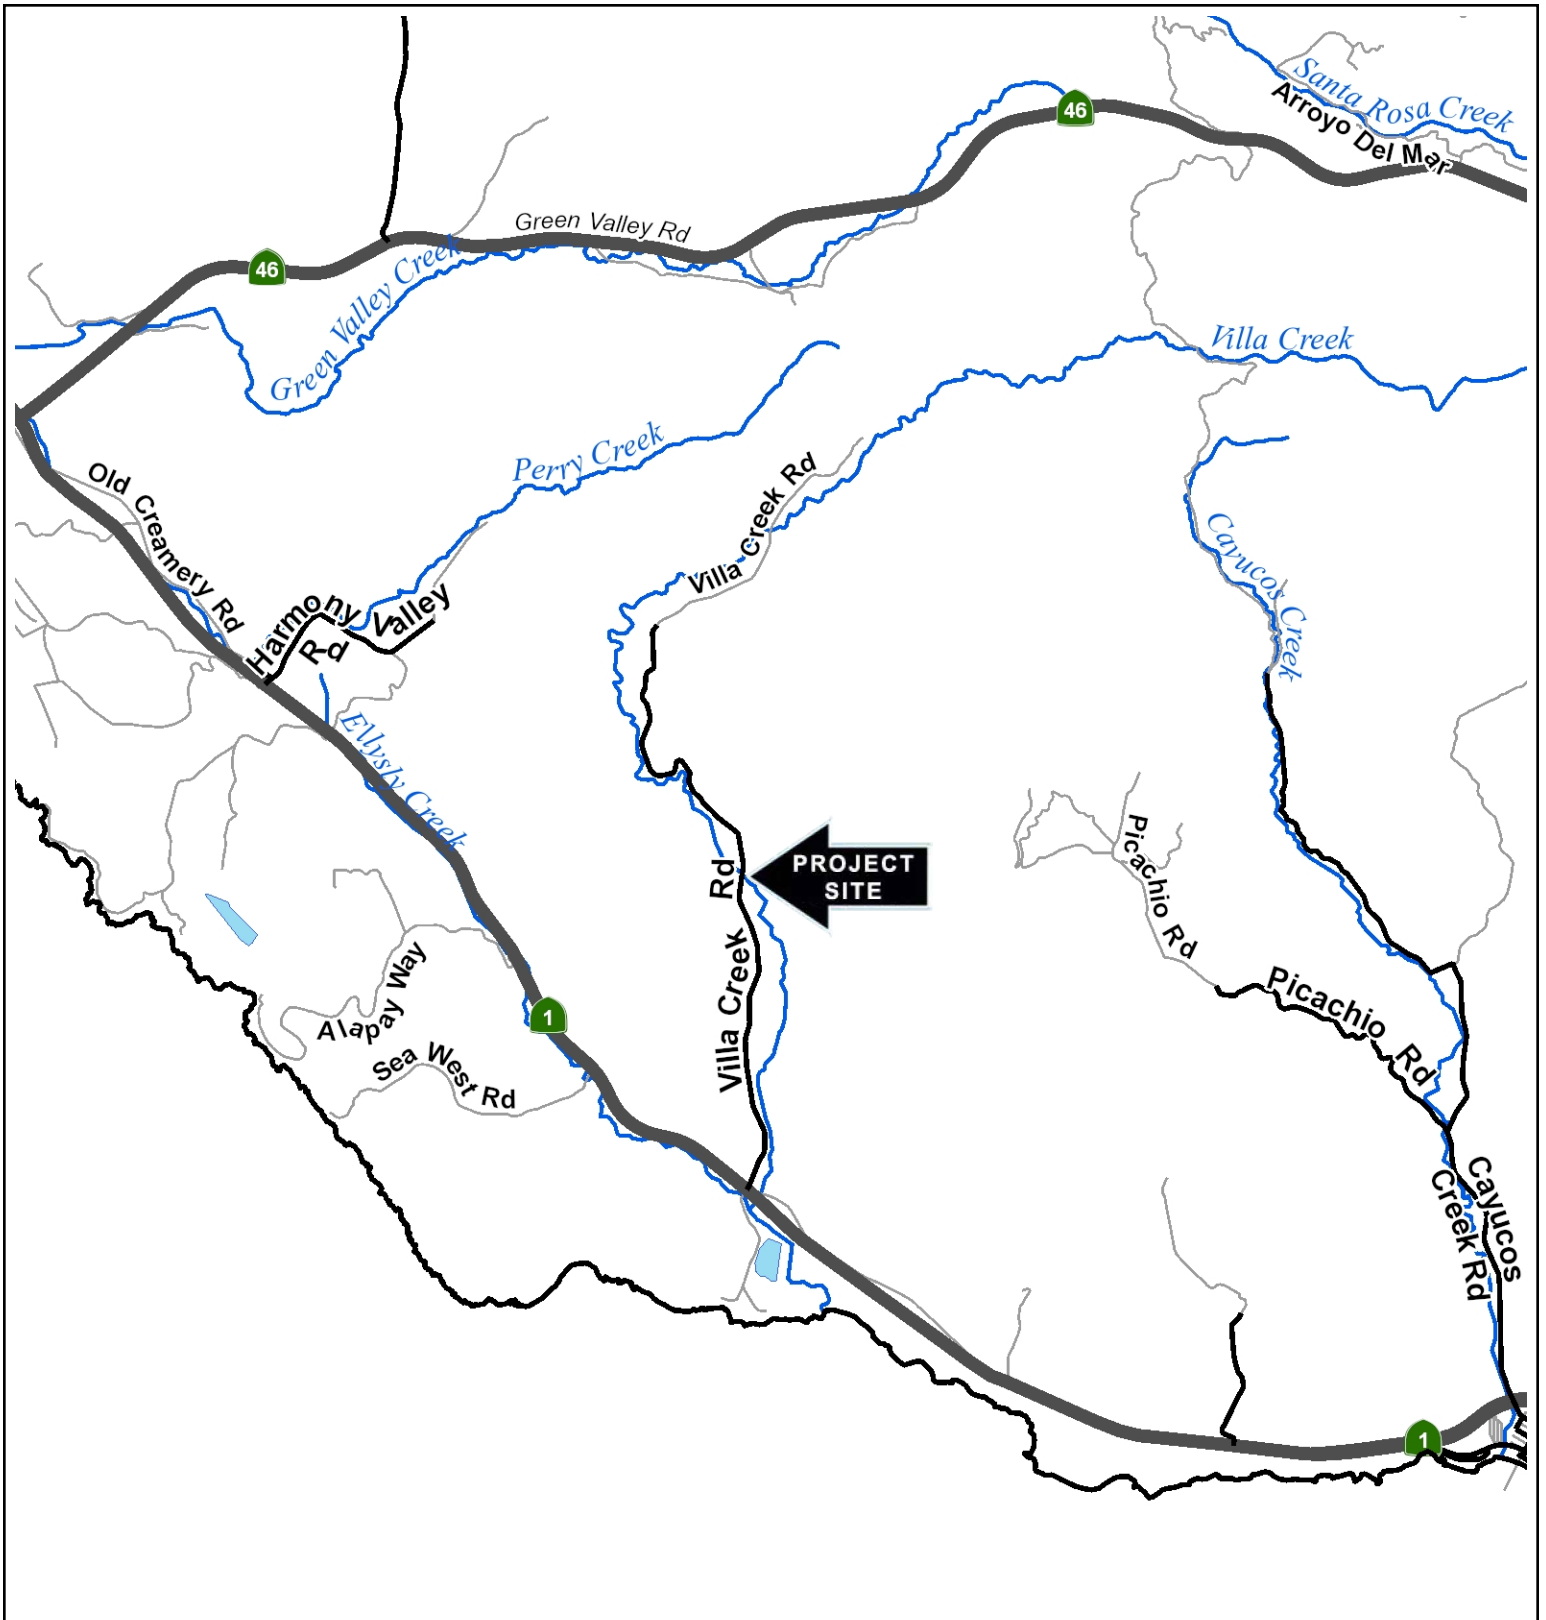 Santa Rosa Creek
Arroyo Del Mar
46
Green Valley Rd
46
Green Valley Creek
Villa Creek
Perry Creek
Villa Creek Rd
Old Creamery Rd
Cayucos Creek
Harmony Valley
Rd
Ellysly Creek
PROJECT
SITE
Villa Creek Rd
Picachio Rd
Picachio Rd
Alapay Way
1
Sea West Rd
Cayucos
Creek Rd
1